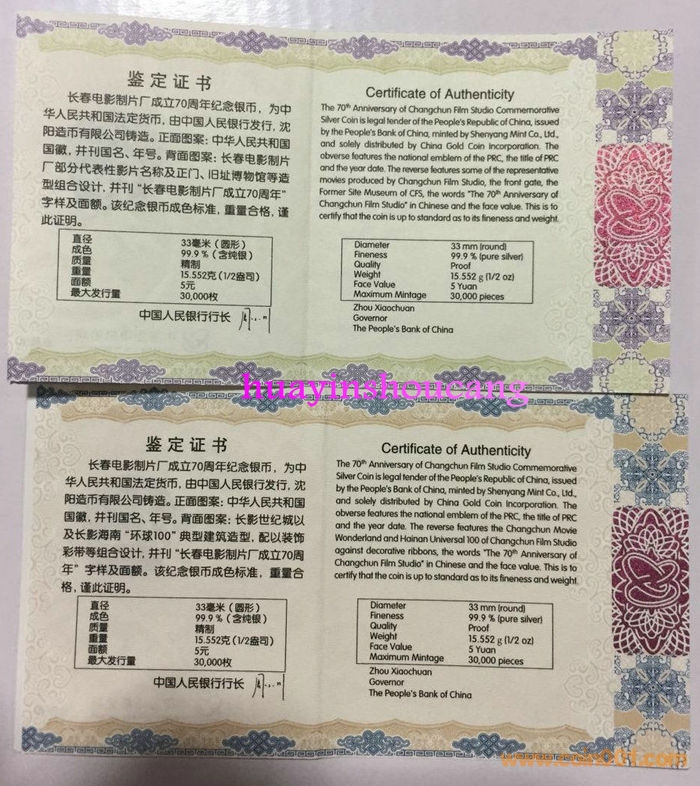 鉴定证书
长春电影制片厂成立70周年纪念银币，为中
华人民共和国法定货币，由中国人民银行发行，沈
阳造币有限公司铸造。正面图案：中华人民共和国
国徽，并刊国名、年号。背面图案：长春电影制片
厂部分代表性影片名称及正门、旧址博物馆等造
型组合设计，并刊“长春电影制片厂成立70周年”
字样及面额。该纪念银币成色标准，重量合格，谨
此证明。
直径 33毫米（圆形）
成色 99.9％（含纯银）
质量 精制
重量 15.552克(1/2盎司)
面额 5元
最大发行量 30,000枚
中国人民银行行长
Certificate of Authenticity
The 70th Anniversary of Changchun Film Studio Commemorative
Silver Coin is legal tender of the People's Republic of China, issued
by the People's Bank of China, minted by Shenyang Mint Co., Ltd.,
and solely distributed by China Gold Coin Incorporation. The
obverse features the national emblem of the PRC, the title of PRC
and the year date. The reverse features some of the representative
movies produced by Changchun Film Studio, the front gate, the
Former Site Museum of CFS, the words "The 70th Anniversary of
Changchun Film Studio" in Chinese and the face value. This is to
certify that the coin is up to standard as to its fineness and weight.
Diameter 33 mm (round)
Fineness 99.9 % (pure silver)
Quality Proof
Weight 15.552 g (1/2 oz)
Face Value 5 Yuan
Maximum Mintage 30,000 pieces
Zhou Xiaochuan
Governor
The People's Bank of China
huayinshoucang
鉴定证书
长春电影制片厂成立70周年纪念银币，为中
华人民共和国法定货币，由中国人民银行发行，沈
阳造币有限公司铸造。正面图案：中华人民共和国
国徽，并刊国名、年号。背面图案：长影世纪城以
及长影海南“环球100”典型建筑造型，配以装饰
彩带等组合设计，并刊“长春电影制片厂成立70周
年”字样及面额。该纪念银币成色标准，重量合
格，谨此证明。
直径 33毫米（圆形）
成色 99.9％（含纯银）
质量 精制
重量 15.552克(1/2盎司)
面额 5元
最大发行量 30,000枚
中国人民银行行长
Certificate of Authenticity
The 70th Anniversary of Changchun Film Studio Commemorative
Silver Coin is legal tender of the People's Republic of China, issued
by the People's Bank of China, minted by Shenyang Mint Co., Ltd.,
and solely distributed by China Gold Coin Incorporation. The
obverse features the national emblem of the PRC, the title of PRC
and the year date. The reverse features the Changchun Movie
Wonderland and Hainan Universal 100 of Changchun Film Studio
against decorative ribbons, the words "The 70th Anniversary of
Changchun Film Studio" in Chinese and the face value. This is to
certify that the coin is up to standard as to its fineness and weight.
Diameter 33 mm (round)
Fineness 99.9 % (pure silver)
Quality Proof
Weight 15.552 g (1/2 oz)
Face Value 5 Yuan
Maximum Mintage 30,000 pieces
Zhou Xiaochuan
Governor
The People's Bank of China